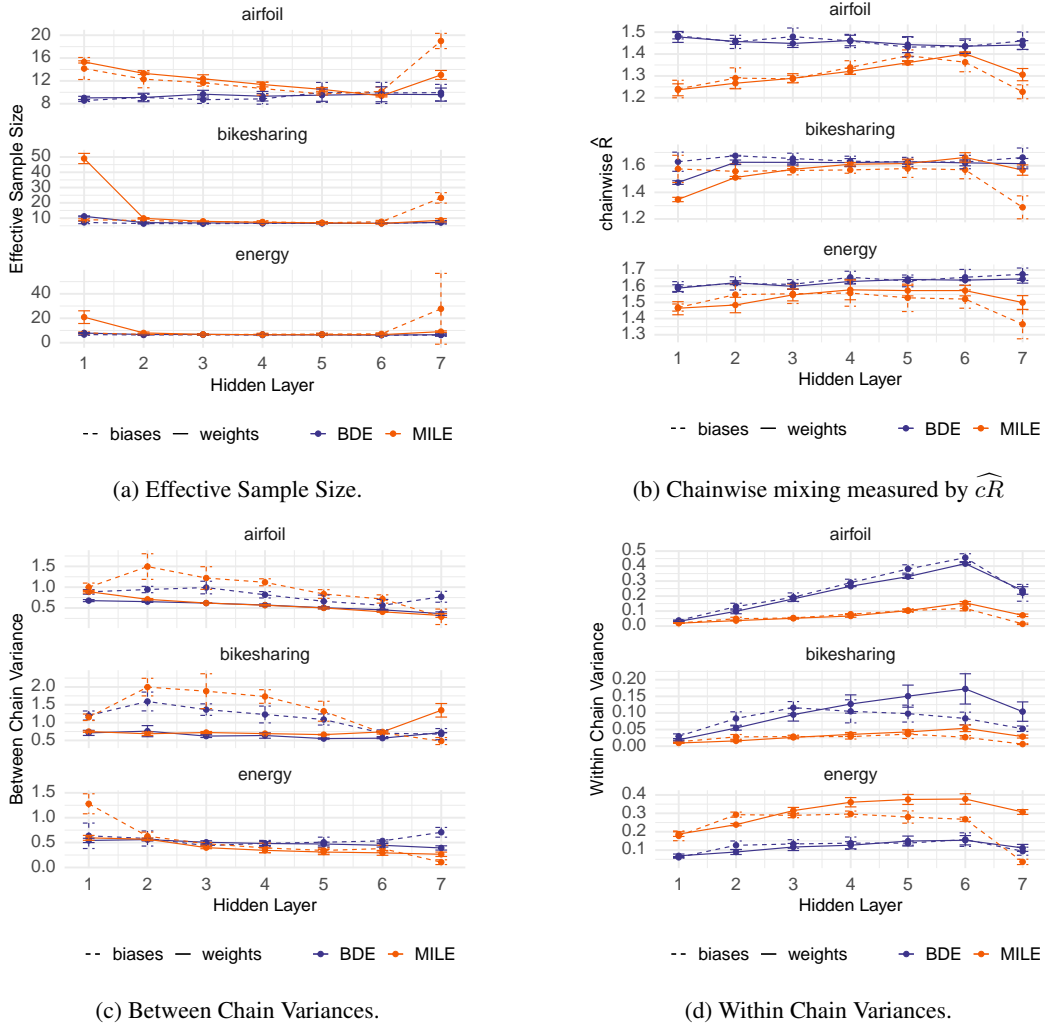 airfoil
20
16
12
8
bikesharing
50
40
30
20
10
energy
40
20
0
Effective Sample Size
1 2 3 4 5 6 7
Hidden Layer
biases weights BDE MILE
(a) Effective Sample Size.
airfoil
1.5
1.4
1.3
1.2
bikesharing
1.6
1.4
1.2
energy
1.7
1.6
1.5
1.4
1.3
chainwise R̂
1 2 3 4 5 6 7
Hidden Layer
biases weights BDE MILE
(b) Chainwise mixing measured by \widehat{cR}
airfoil
1.5
1.0
0.5
bikesharing
2.0
1.5
1.0
0.5
energy
1.5
1.0
0.5
0.0
Between Chain Variance
1 2 3 4 5 6 7
Hidden Layer
biases weights BDE MILE
(c) Between Chain Variances.
airfoil
0.5
0.4
0.3
0.2
0.1
0.0
bikesharing
0.20
0.15
0.10
0.05
0.00
energy
0.4
0.3
0.2
0.1
Within Chain Variance
1 2 3 4 5 6 7
Hidden Layer
biases weights BDE MILE
(d) Within Chain Variances.